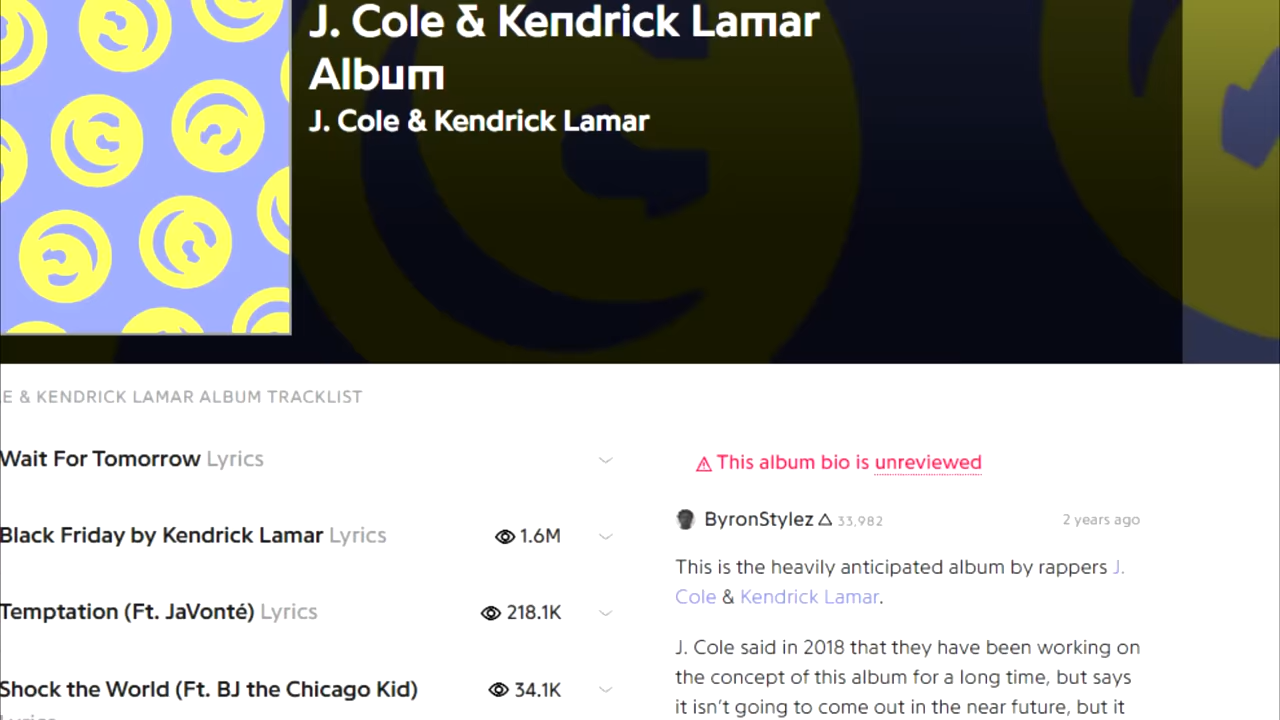 J. Cole & Kendrick Lamar
Album
J. Cole & Kendrick Lamar
E & KENDRICK LAMAR ALBUM TRACKLIST
Wait For Tomorrow Lyrics
This album bio is unreviewed
ByronStylez 33,982
2 years ago
Black Friday by Kendrick Lamar Lyrics
1.6M
This is the heavily anticipated album by rappers J.
Cole & Kendrick Lamar.
Temptation (Ft. JaVonté) Lyrics
218.1K
J. Cole said in 2018 that they have been working on
the concept of this album for a long time, but says
it isn't going to come out in the near future, but it
Shock the World (Ft. BJ the Chicago Kid)
Lyrics
34.1K